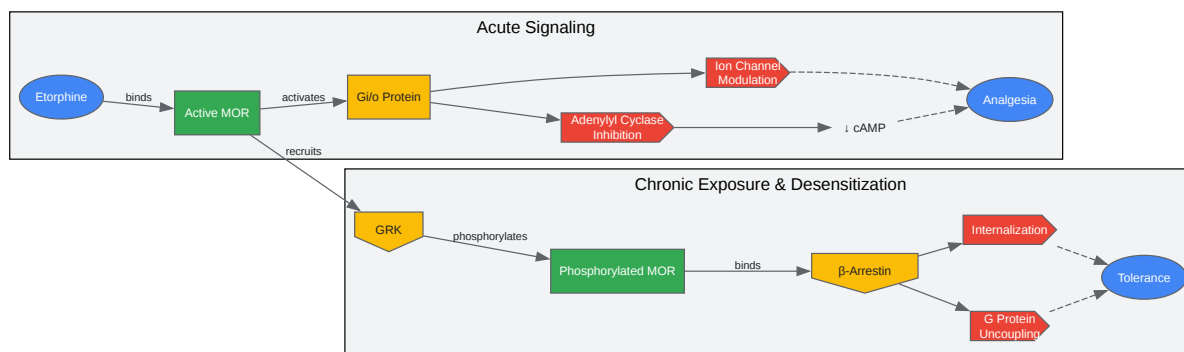 Acute Signaling
Etorphine
binds
Active MOR
activates
Gi/o Protein
Ion Channel
Modulation
Adenylyl Cyclase
Inhibition
↓ cAMP
Analgesia
recruits
Chronic Exposure & Desensitization
GRK
phosphorylates
Phosphorylated MOR
binds
β-Arrestin
Internalization
G Protein
Uncoupling
Tolerance